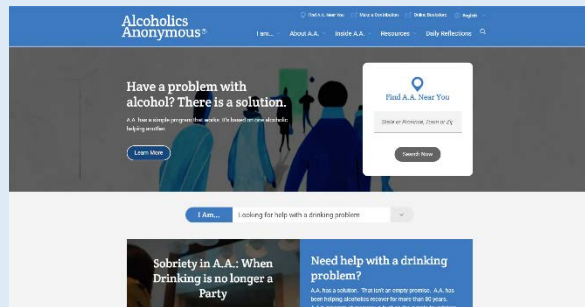 Find A.A. Near You Make a Contribution Online Bookstore English
Alcoholics
Anonymous®
I am... About A.A. Inside A.A. Resources Daily Reflections
Have a problem with
alcohol? There is a solution.
A.A. has a simple program that works. It's based on one alcoholic
helping another.
Learn More
Find A.A. Near You
State or Province, Town or Zip
Search Now
I Am... Looking for help with a drinking problem
Sobriety in A.A.: When
Drinking is no longer a
Party
Need help with a drinking
problem?
A.A. has a solution. That isn't an empty promise. A.A. has
been helping alcoholics recover for more than 80 years.